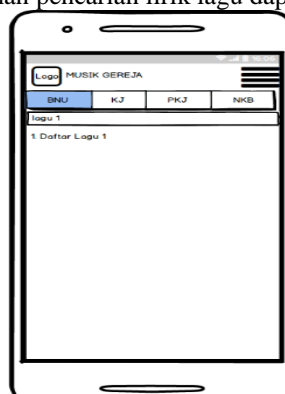 Logo MUSIK GEREJA
BNU KJ PKJ NKB
lagu 1
1. Daftar Lagu 1